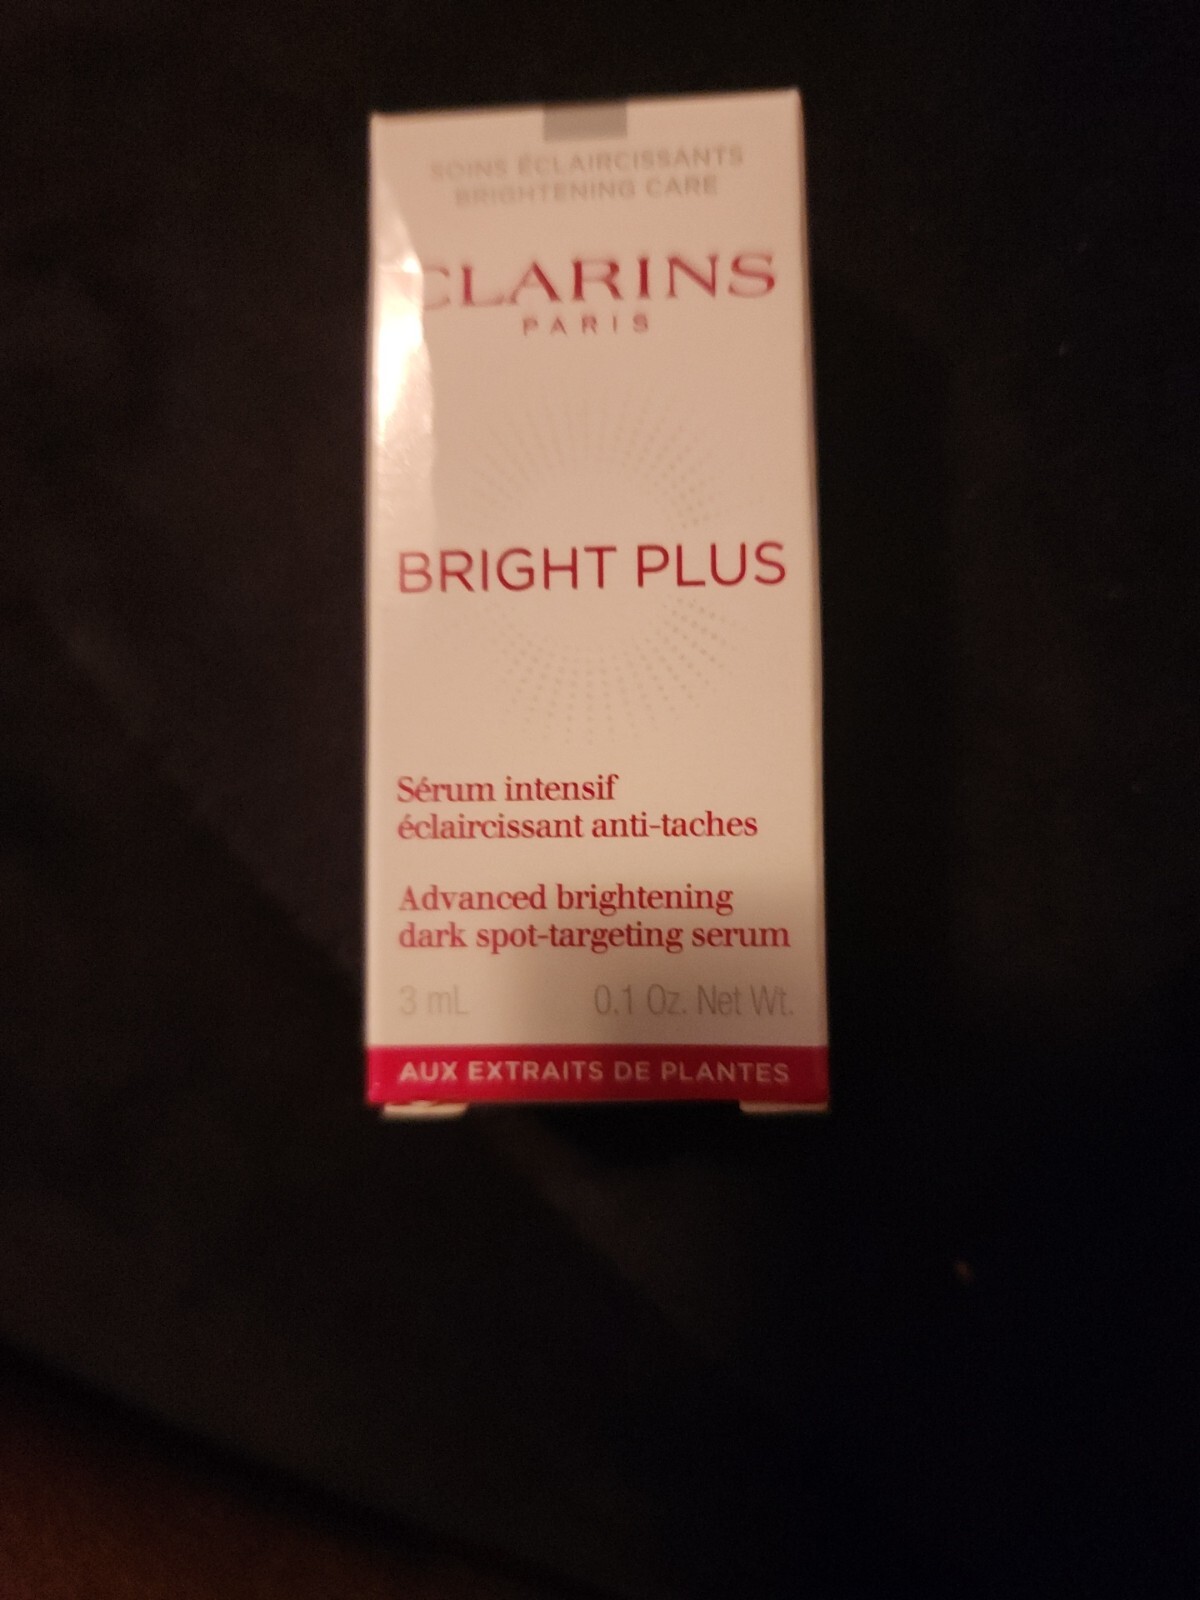 SOINS ÉCLAIRCISSANTS
BRIGHTENING CARE
CLARINS
PARIS
BRIGHT PLUS
Sérum intensif
éclaircissant anti-taches
Advanced brightening
dark spot-targeting serum
3 mL 0.1 Oz. Net Wt.
AUX EXTRAITS DE PLANTES